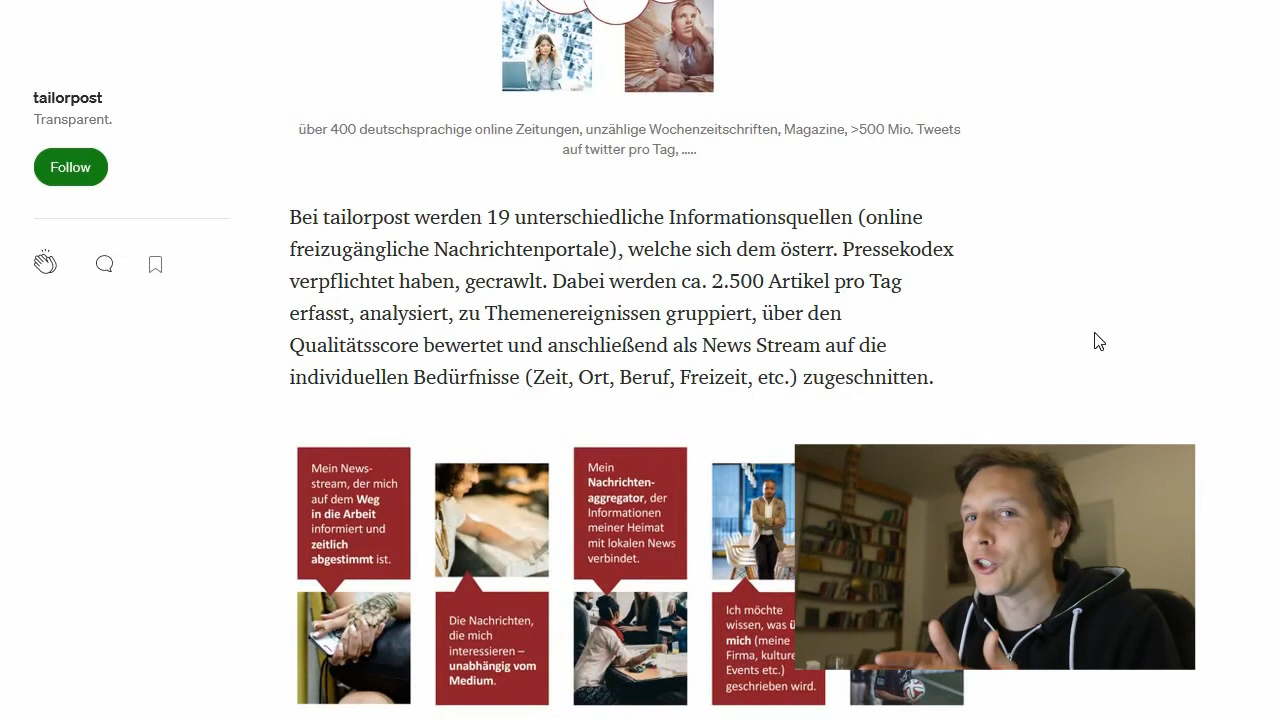 tailorpost
Transparent.
Follow
über 400 deutschsprachige online Zeitungen, unzählige Wochenzeitschriften, Magazine, >500 Mio. Tweets
auf twitter pro Tag, .....
Bei tailorpost werden 19 unterschiedliche Informationsquellen (online
freizugängliche Nachrichtenportale), welche sich dem österr. Pressekodex
verpflichtet haben, gecrawlt. Dabei werden ca. 2.500 Artikel pro Tag
erfasst, analysiert, zu Themenereignissen gruppiert, über den
Qualitätsscore bewertet und anschließend als News Stream auf die
individuellen Bedürfnisse (Zeit, Ort, Beruf, Freizeit, etc.) zugeschnitten.
Mein News-
stream, der mich
auf dem Weg
in die Arbeit
informiert und
zeitlich
abgestimmt ist.
Die Nachrichten,
die mich
interessieren –
unabhängig vom
Medium.
Mein
Nachrichten-
aggregator, der
Informationen
meiner Heimat
mit lokalen News
verbindet.
Ich möchte
wissen, was
mich (meine
Firma, kulture
Events etc.)
geschrieben wird.